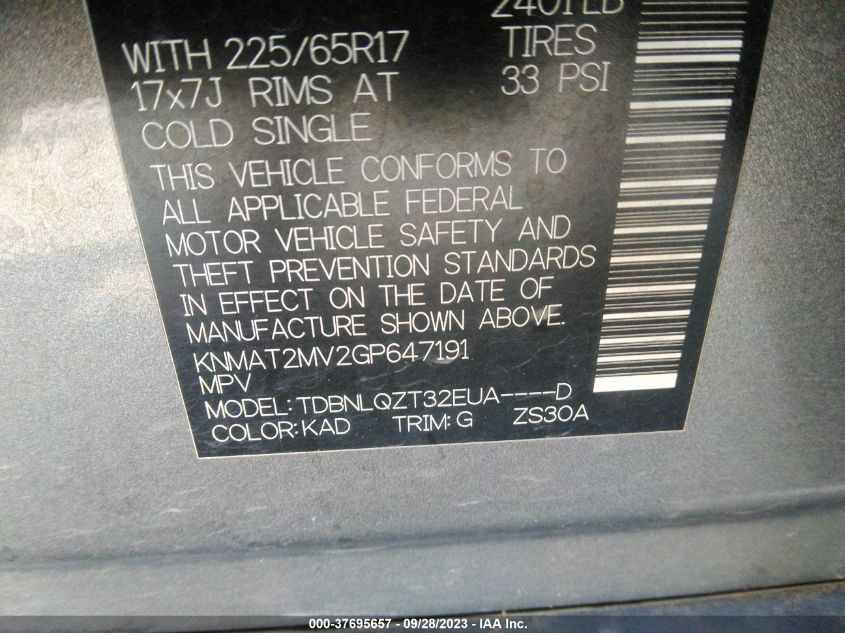 2401LB
WITH 225/65R17 TIRES
17x7J RIMS AT 33 PSI
COLD SINGLE
THIS VEHICLE CONFORMS TO
ALL APPLICABLE FEDERAL
MOTOR VEHICLE SAFETY AND
THEFT PREVENTION STANDARDS
IN EFFECT ON THE DATE OF
MANUFACTURE SHOWN ABOVE.
KNMAT2MV2GP647191
MPV
MODEL:TDBNLQZT32EUA----D
COLOR:KAD TRIM:G ZS30A
000-37695657 - 09/28/2023 - IAA Inc.